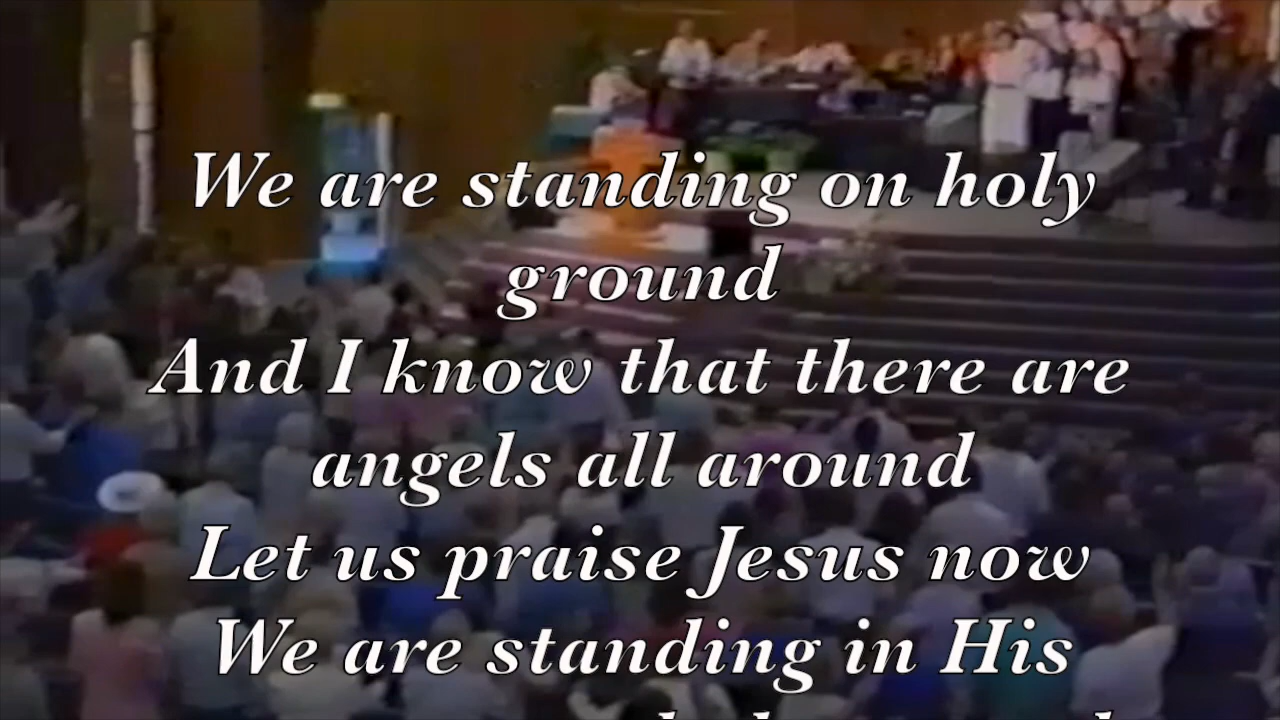 We are standing on holy
ground
And I know that there are
angels all around
Let us praise Jesus now
We are standing in His